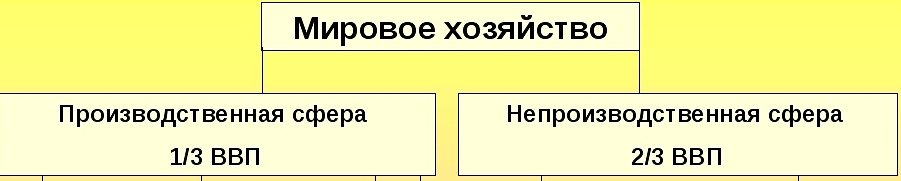 Мировое хозяйство
Производственная сфера
1/3 ВВП
Непроизводственная сфера
2/3 ВВП